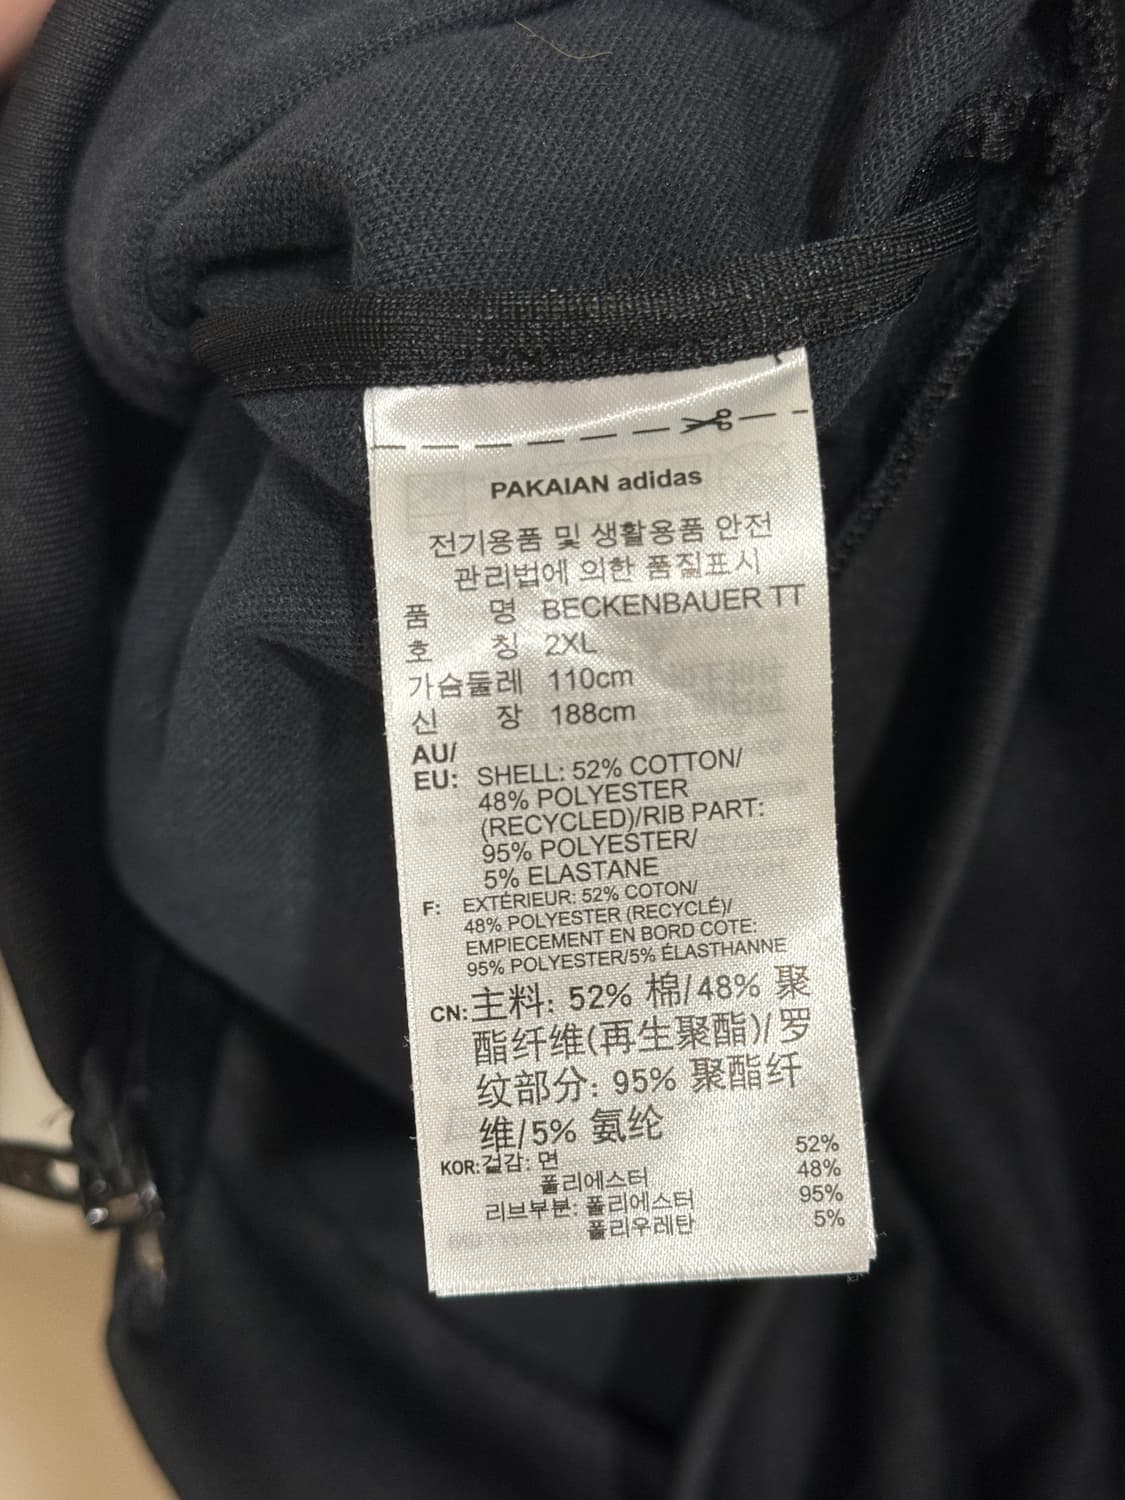 PAKAIAN adidas
전기용품 및 생활용품 안전
관리법에 의한 품질표시
품 명 BECKENBAUER TT
호 칭 2XL
가슴둘레 110cm
신 장 188cm
AU/
EU: SHELL: 52% COTTON/
48% POLYESTER
(RECYCLED)/RIB PART:
95% POLYESTER/
5% ELASTANE
F: EXTÉRIEUR: 52% COTON/
48% POLYESTER (RECYCLÉ)/
EMPIECEMENT EN BORD COTE:
95% POLYESTER/5% ÉLASTHANNE
CN: 主料: 52% 棉/48% 聚
酯纤维(再生聚酯)/罗
纹部分: 95% 聚酯纤
维/5% 氨纶
KOR: 겉감: 면 52%
폴리에스터 48%
리브부분: 폴리에스터 95%
폴리우레탄 5%